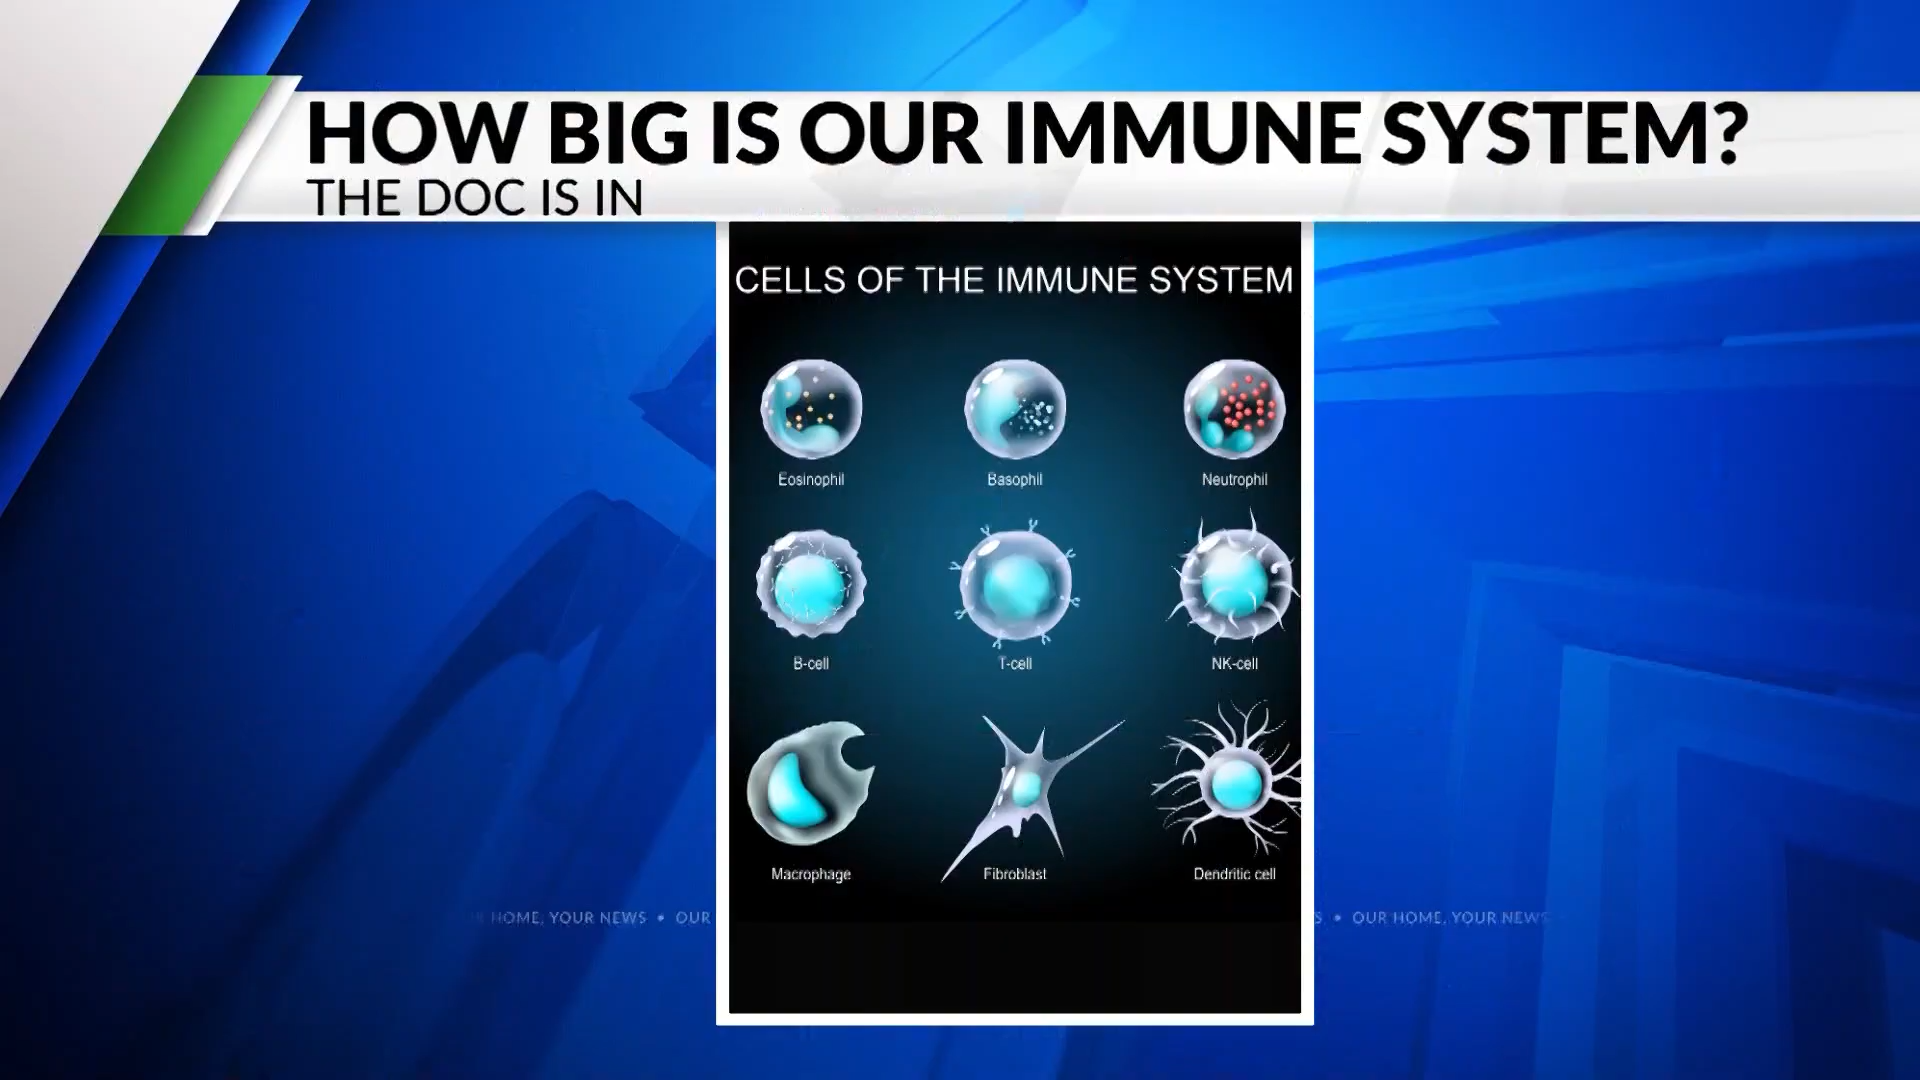 HOW BIG IS OUR IMMUNE SYSTEM?
THE DOC IS IN
CELLS OF THE IMMUNE SYSTEM
Eosinophil Basophil Neutrophil
B-cell T-cell NK-cell
Macrophage Fibroblast Dendritic cell
HOME, YOUR NEWS • OUR • OUR HOME, YOUR NEWS